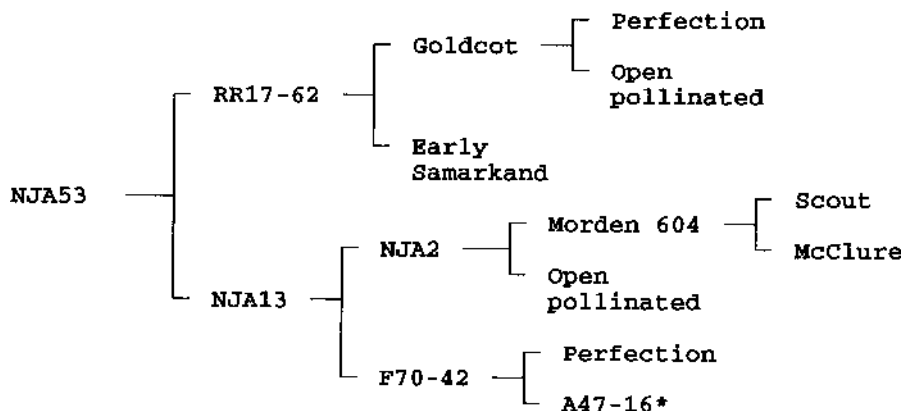 Perfection
Goldcot
Open
pollinated
RR17-62
Early
Samarkand
NJA53
Scout
Morden 604
McClure
NJA2
Open
pollinated
NJA13
Perfection
F70-42
A47-16*